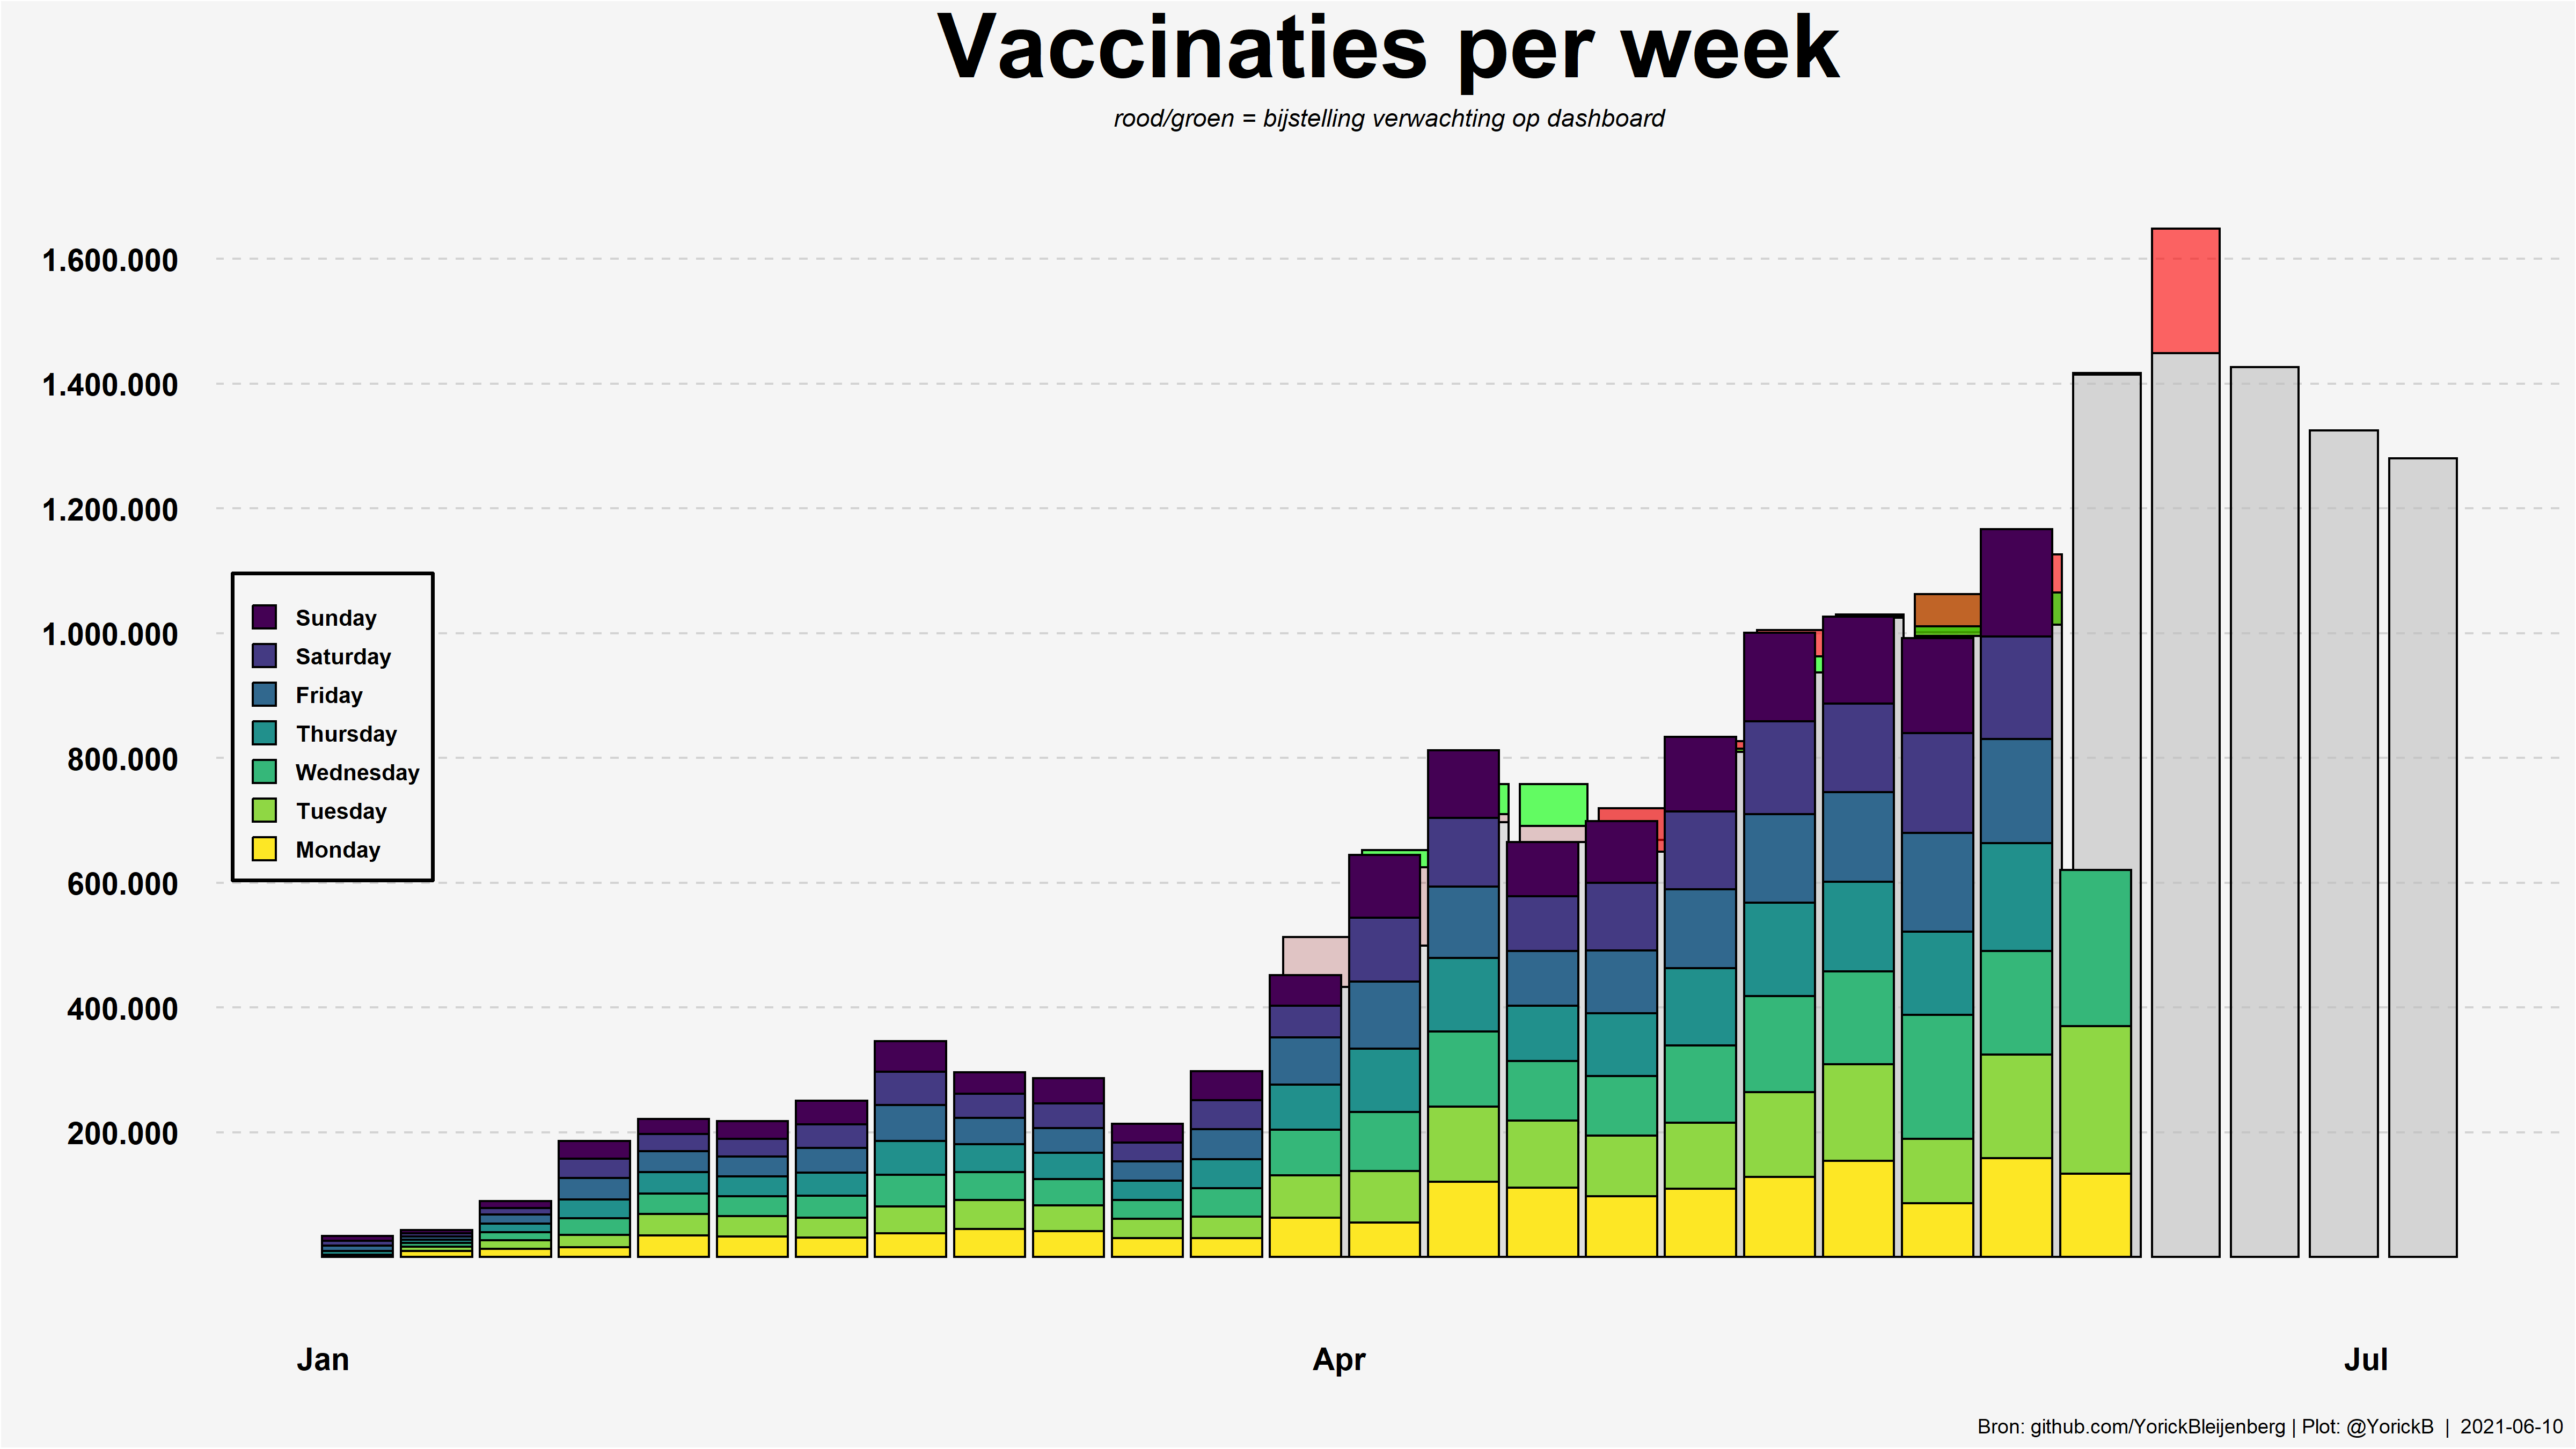 Vaccinaties per week
rood/groen = bijstelling verwachting op dashboard
1.600.000
1.400.000
1.200.000
1.000.000
800.000
600.000
400.000
200.000
Sunday
Saturday
Friday
Thursday
Wednesday
Tuesday
Monday
Jan Apr Jul
Bron: github.com/YorickBleijenberg | Plot: @YorickB | 2021-06-10